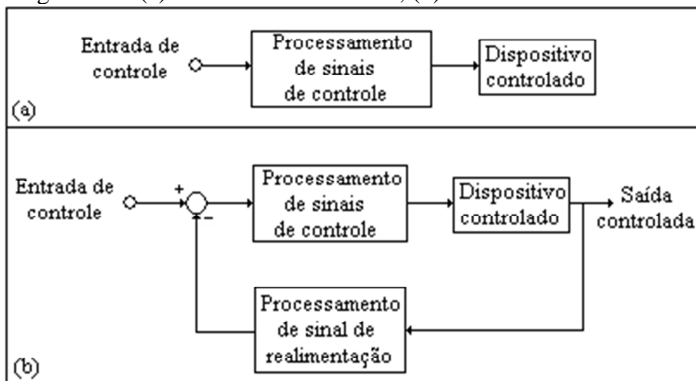 Entrada de
controle
Processamento
de sinais
de controle
Dispositivo
controlado
(a)
Entrada de
controle
+
−
Processamento
de sinais
de controle
Dispositivo
controlado
Saída
controlada
Processamento
de sinal de
realimentação
(b)